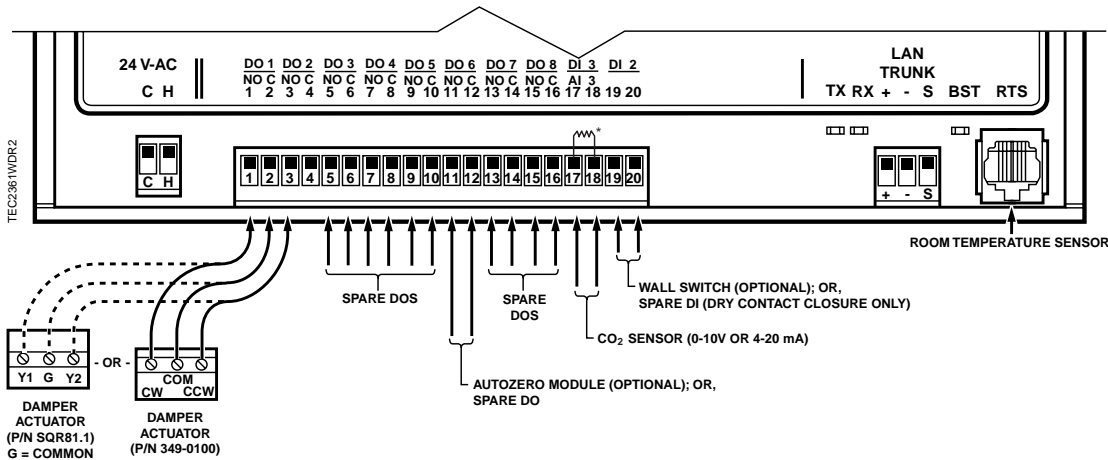 24 V-AC
C H
DO 1 DO 2 DO 3 DO 4 DO 5 DO 6 DO 7 DO 8 DI 3 DI 2
NO C NO C NO C NO C NO C NO C NO C NO C AI 3
1 2 3 4 5 6 7 8 9 10 11 12 13 14 15 16 17 18 19 20
LAN
TRUNK
TX RX + - S BST RTS
*
C H
1 2 3 4 5 6 7 8 9 10 11 12 13 14 15 16 17 18 19 20
+ - S
TEC2361WDR2
ROOM TEMPERATURE SENSOR
SPARE DOS
SPARE
DOS
WALL SWITCH (OPTIONAL); OR,
SPARE DI (DRY CONTACT CLOSURE ONLY)
CO₂ SENSOR (0-10V OR 4-20 mA)
AUTOZERO MODULE (OPTIONAL); OR,
SPARE DO
Y1 G Y2
- OR -
CW COM CCW
DAMPER
ACTUATOR
(P/N SQR81.1)
G = COMMON
DAMPER
ACTUATOR
(P/N 349-0100)